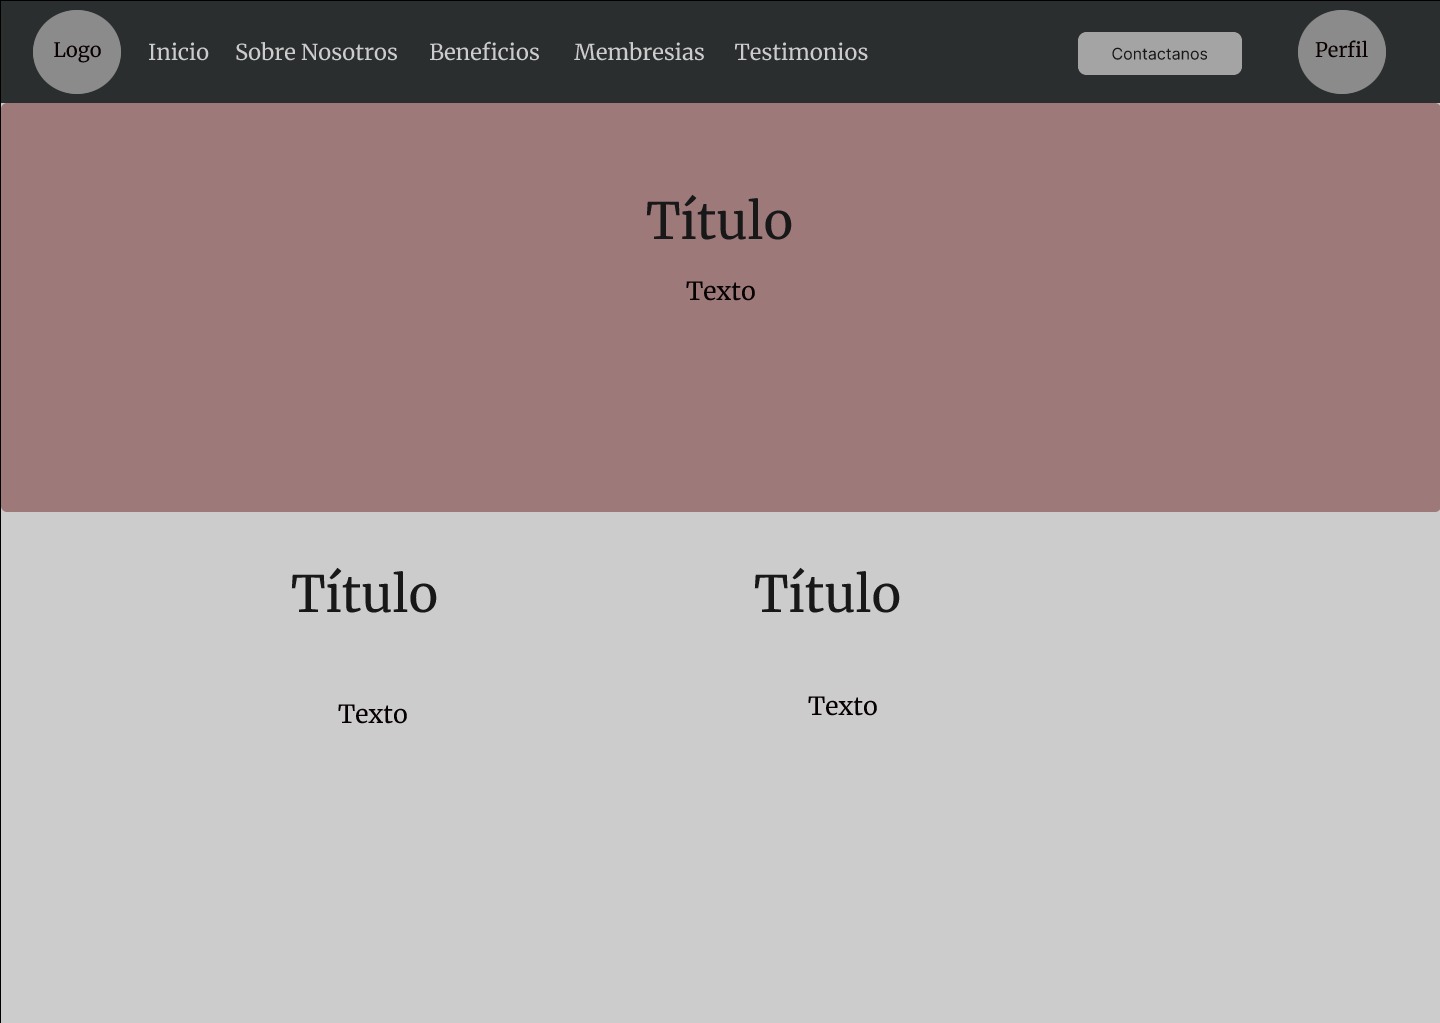 Logo Inicio Sobre Nosotros Beneficios Membresias Testimonios Contactanos Perfil
Título
Texto
Título Título
Texto Texto